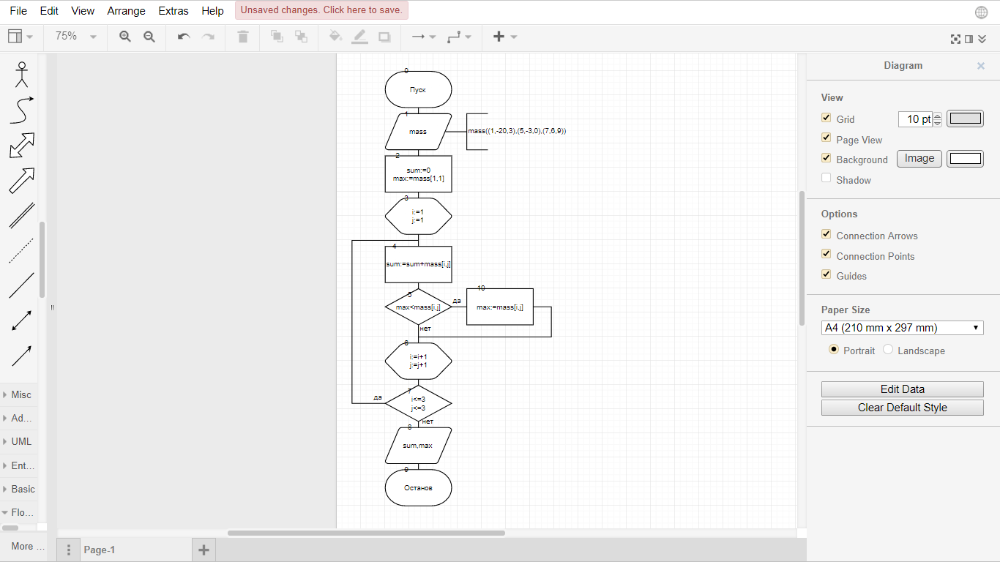 File Edit View Arrange Extras Help Unsaved changes. Click here to save.
75%
0
Пуск
1
mass
mass((1,-20,3),(5,-3,0),(7,6,9))
2
sum:=0
max:=mass[1,1]
3
i:=1
j:=1
4
sum:=sum+mass[i,j]
5
max<mass[i,j]
да
нет
10
max:=mass[i,j]
6
i:=i+1
j:=j+1
7
i<=3
j<=3
да
нет
8
sum,max
9
Останов
Misc
Ad...
UML
Ent...
Basic
Flo...
More ...
Page-1
Diagram
View
Grid 10 pt
Page View
Background Image
Shadow
Options
Connection Arrows
Connection Points
Guides
Paper Size
A4 (210 mm x 297 mm)
Portrait Landscape
Edit Data
Clear Default Style